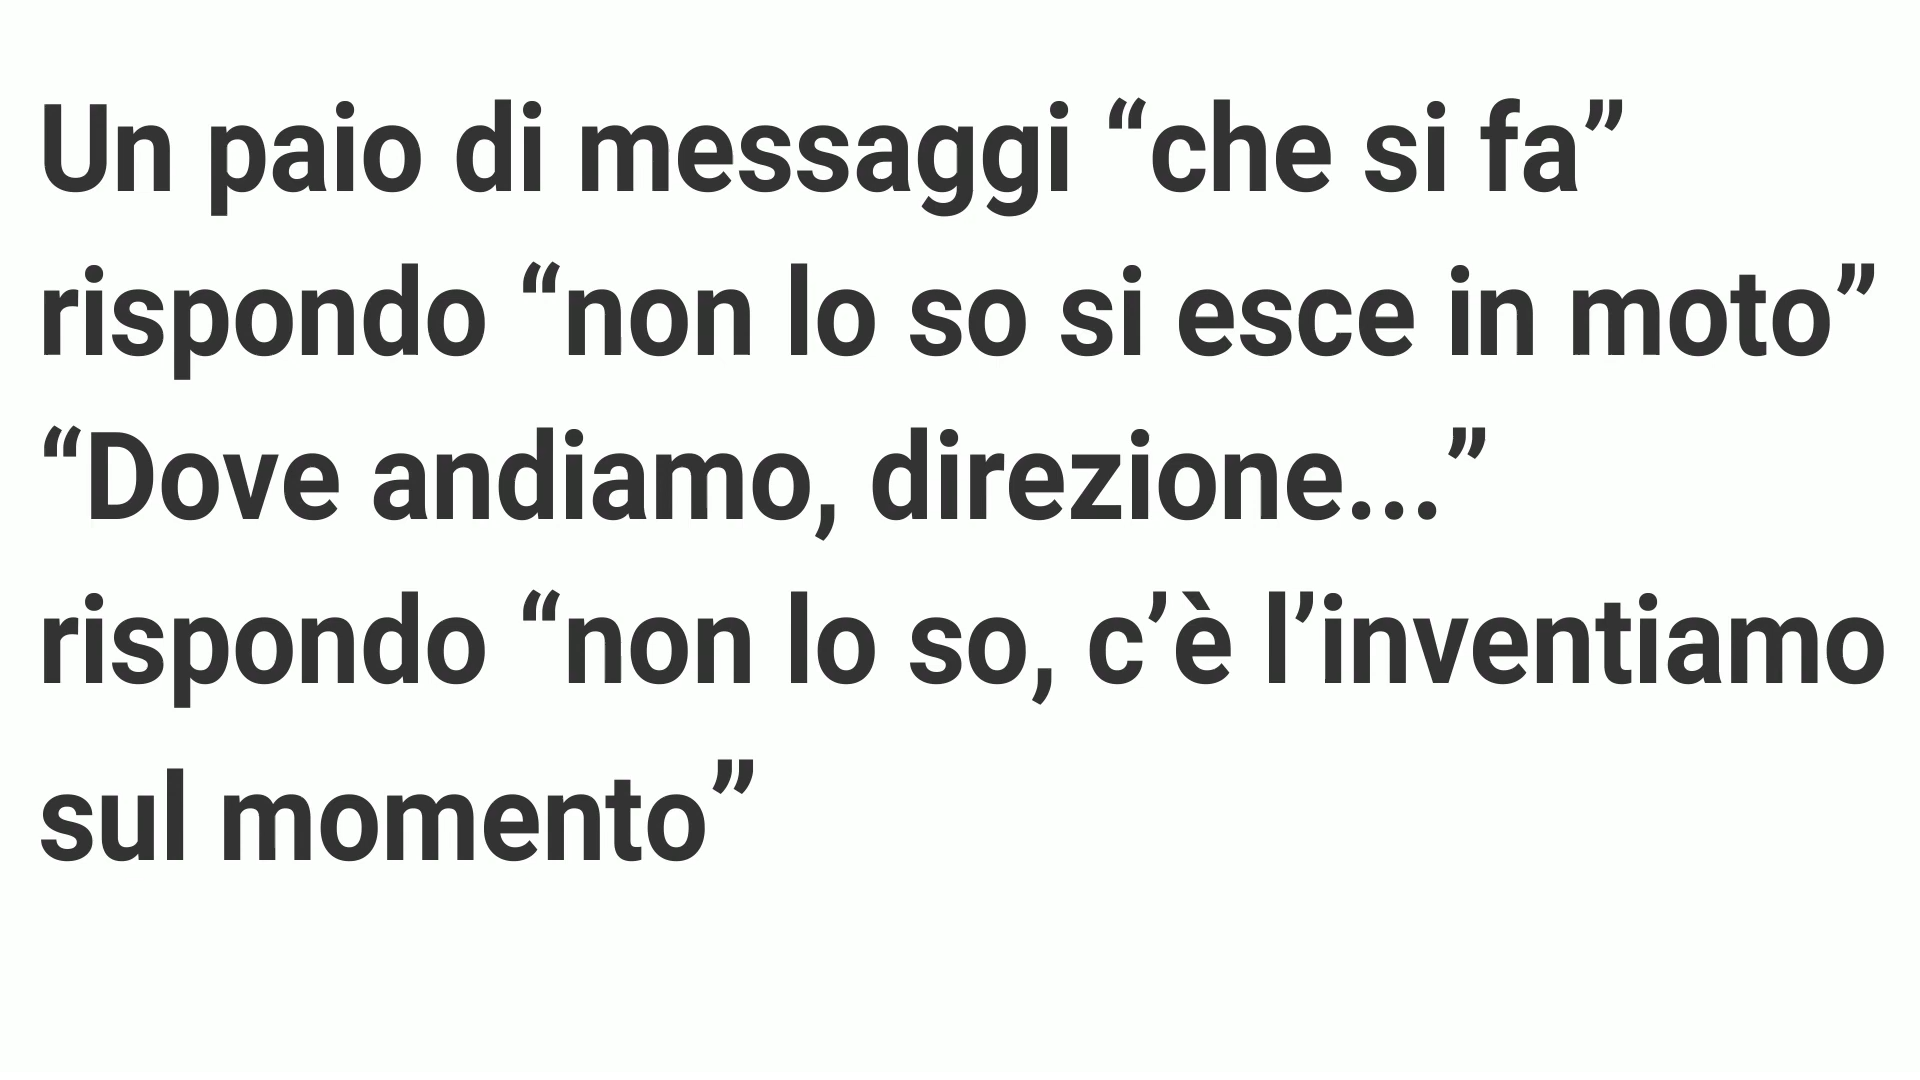 Un paio di messaggi “che si fa”
rispondo “non lo so si esce in moto”
“Dove andiamo, direzione...”
rispondo “non lo so, c’è l’inventiamo
sul momento”